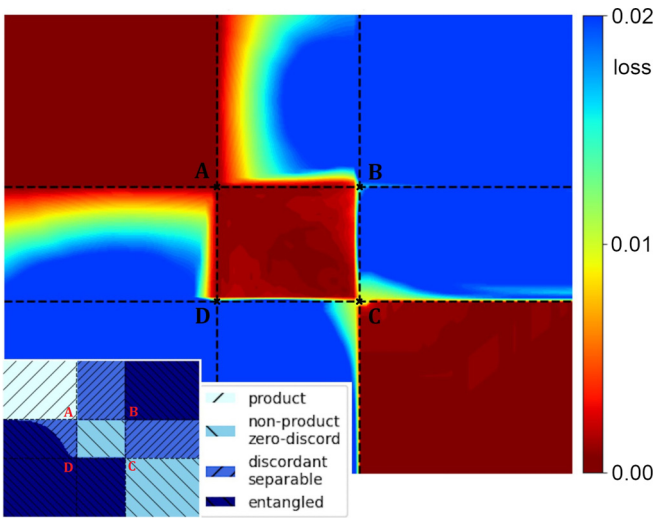 0.02
loss
A
B
0.01
D
C
A
B
D
C
product
non-product
zero-discord
discordant
separable
entangled
0.00